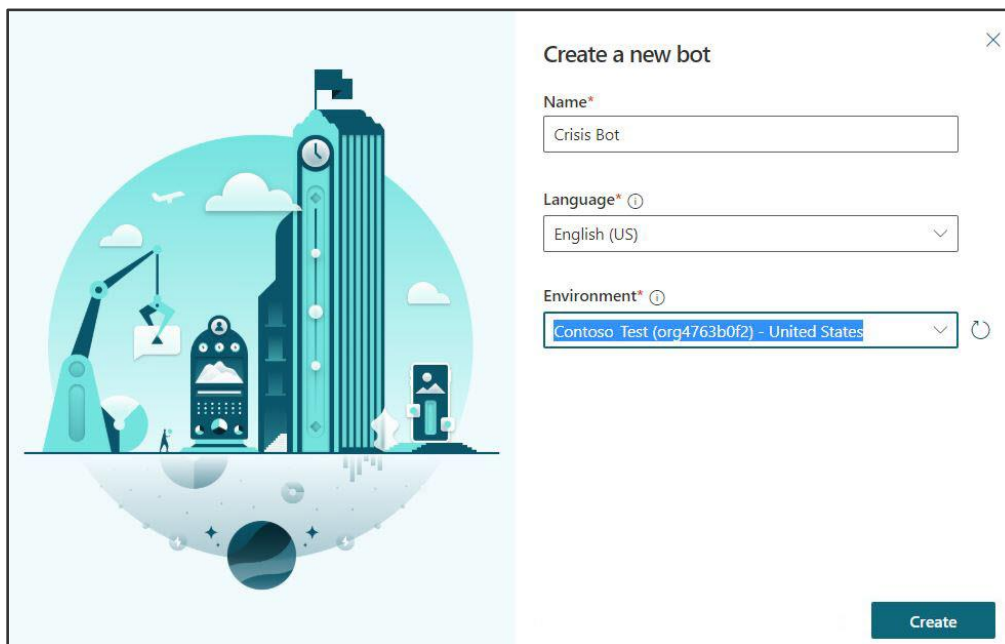 Create a new bot
Name*
Crisis Bot
Language*
English (US)
Environment*
Contoso Test (org4763b0f2) - United States
Create